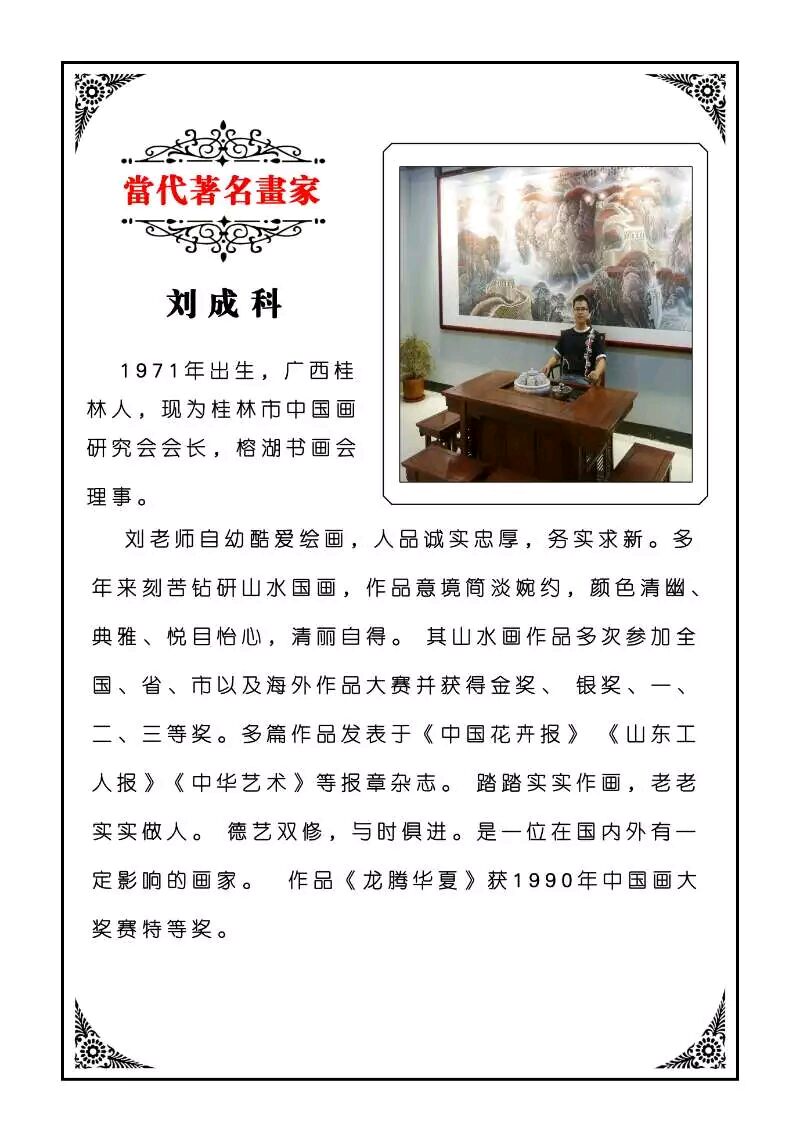 當代著名畫家
刘成科
1971年出生，广西桂
林人，现为桂林市中国画
研究会会长，榕湖书画会
理事。
刘老师自幼酷爱绘画，人品诚实忠厚，务实求新。多
年来刻苦钻研山水国画，作品意境简淡婉约，颜色清幽、
典雅、悦目怡心，清丽自得。 其山水画作品多次参加全
国、省、市以及海外作品大赛并获得金奖、 银奖、一、
二、三等奖。多篇作品发表于《中国花卉报》 《山东工
人报》《中华艺术》等报章杂志。 踏踏实实作画，老老
实实做人。 德艺双修，与时俱进。是一位在国内外有一
定影响的画家。 作品《龙腾华夏》获1990年中国画大
奖赛特等奖。